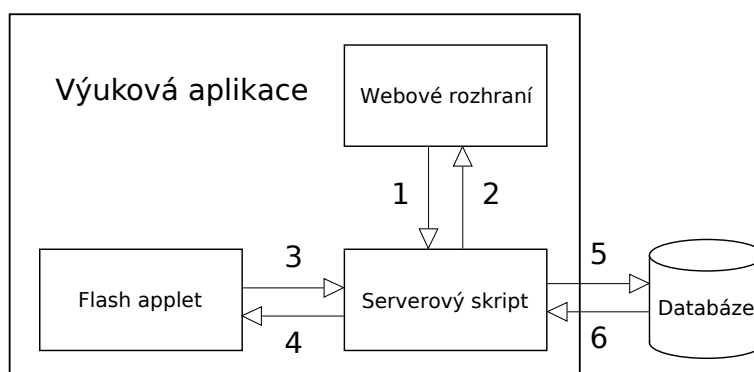 Výuková aplikace
Webové rozhraní
1
2
3
Flash applet
4
Serverový skript
5
6
Databáze